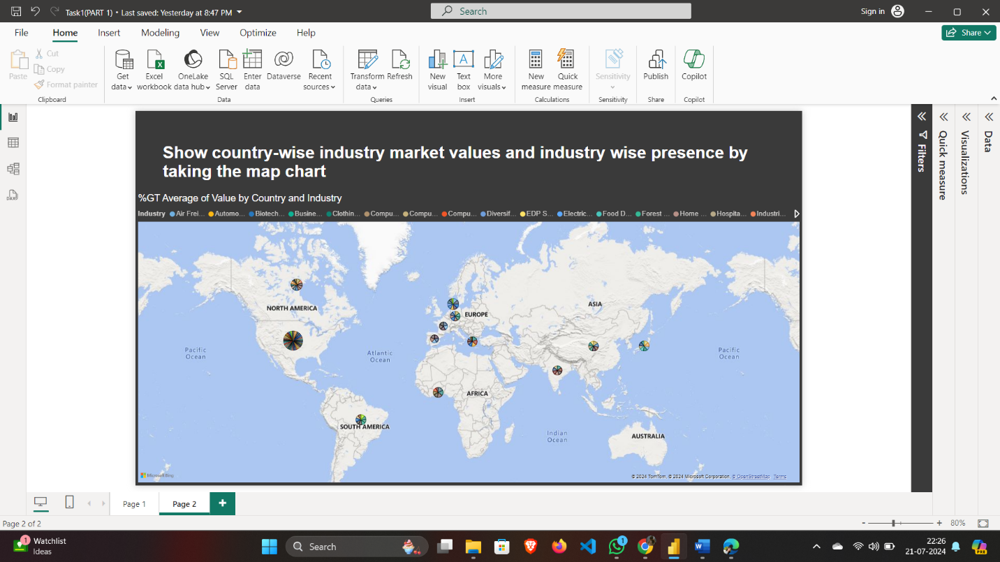 Task1(PART 1) • Last saved: Yesterday at 8:47 PM
Search
Sign in
File Home Insert Modeling View Optimize Help
Share
Paste
Cut
Copy
Format painter
Clipboard
Get data
Excel workbook
OneLake data hub
SQL Server
Enter data
Dataverse
Recent sources
Data
Transform data
Refresh
Queries
New visual
Text box
More visuals
Insert
New measure
Quick measure
Calculations
Sensitivity
Sensitivity
Publish
Share
Copilot
Copilot
Show country-wise industry market values and industry wise presence by
taking the map chart
%GT Average of Value by Country and Industry
Industry Air Frei... Automo... Biotech... Busine... Clothin... Compu... Compu... Compu... Diversif... EDP S... Electric... Food D... Forest ... Home ... Hospita... Industri...
NORTH AMERICA
EUROPE
ASIA
Pacific
Ocean
Atlantic
Ocean
Pacific
Ocean
AFRICA
SOUTH AMERICA
Indian
Ocean
AUSTRALIA
Microsoft Bing
© 2024 TomTom, © 2024 Microsoft Corporation, © OpenStreetMap Terms
Filters
Quick measure
Visualizations
Data
DAX
Page 1
Page 2
Page 2 of 2
- + 80%
1
Watchlist
Ideas
Search
1
PRE
22:26
21-07-2024